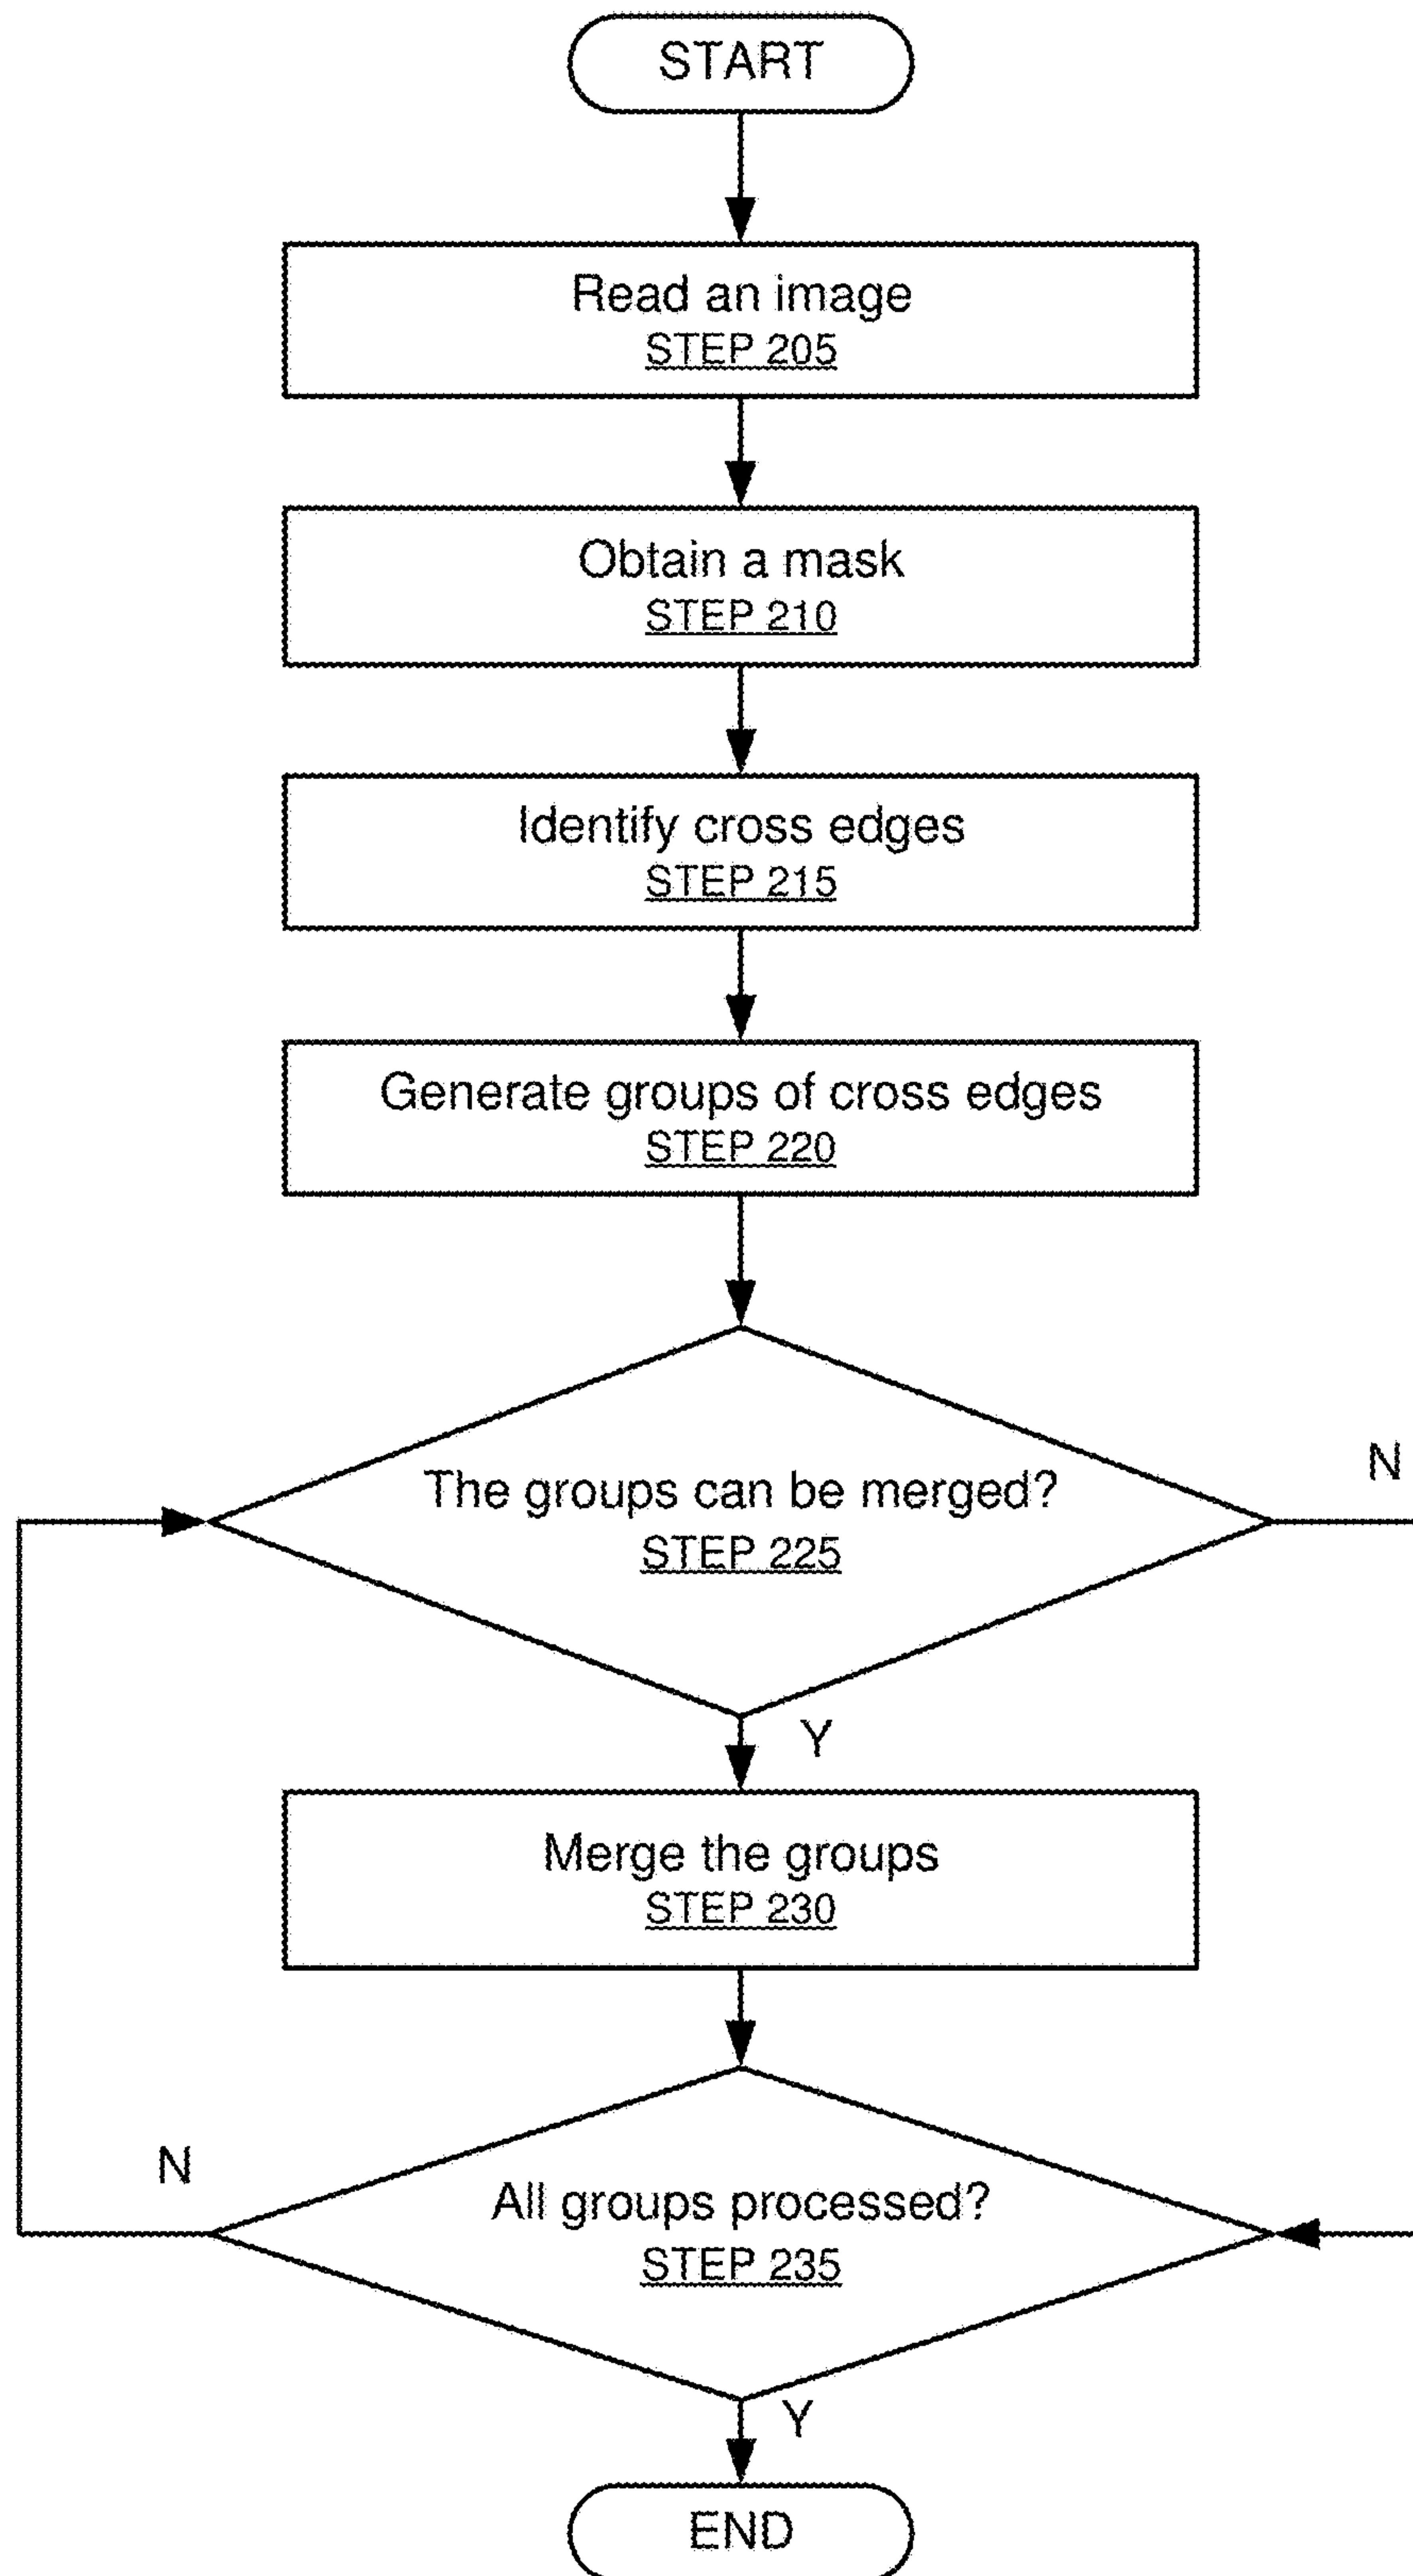 START
Read an image
STEP 205
Obtain a mask
STEP 210
Identify cross edges
STEP 215
Generate groups of cross edges
STEP 220
N
The groups can be merged?
STEP 225
Y
Merge the groups
STEP 230
N
All groups processed?
STEP 235
Y
END